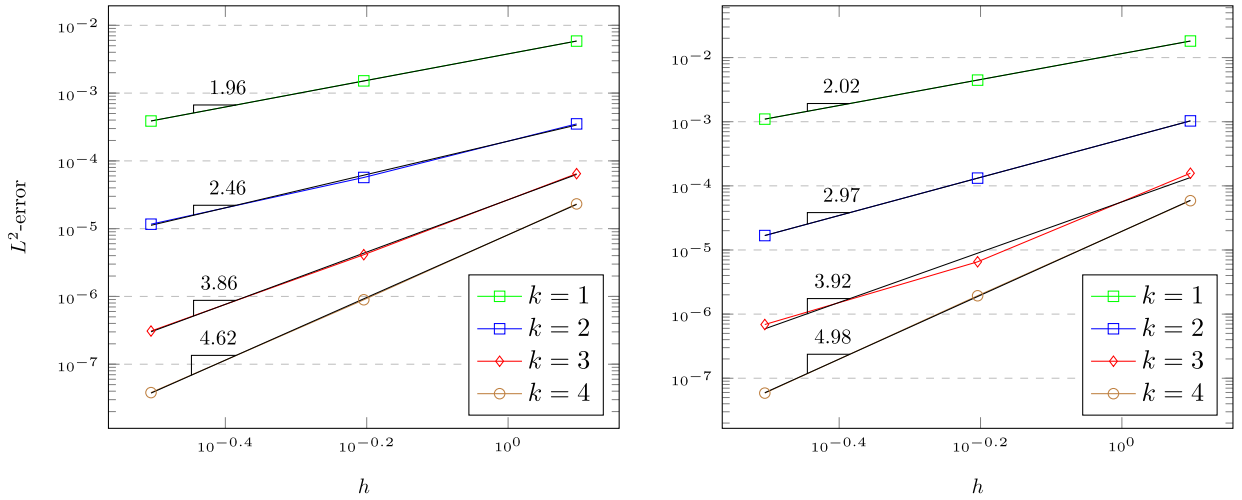 10^−2
10^−3
10^−4
10^−5
10^−6
10^−7
L^2-error
1.96
2.46
3.86
4.62
k = 1
k = 2
k = 3
k = 4
10^−0.4
10^−0.2
10^0
h
10^−2
10^−3
10^−4
10^−5
10^−6
10^−7
2.02
2.97
3.92
4.98
k = 1
k = 2
k = 3
k = 4
10^−0.4
10^−0.2
10^0
h